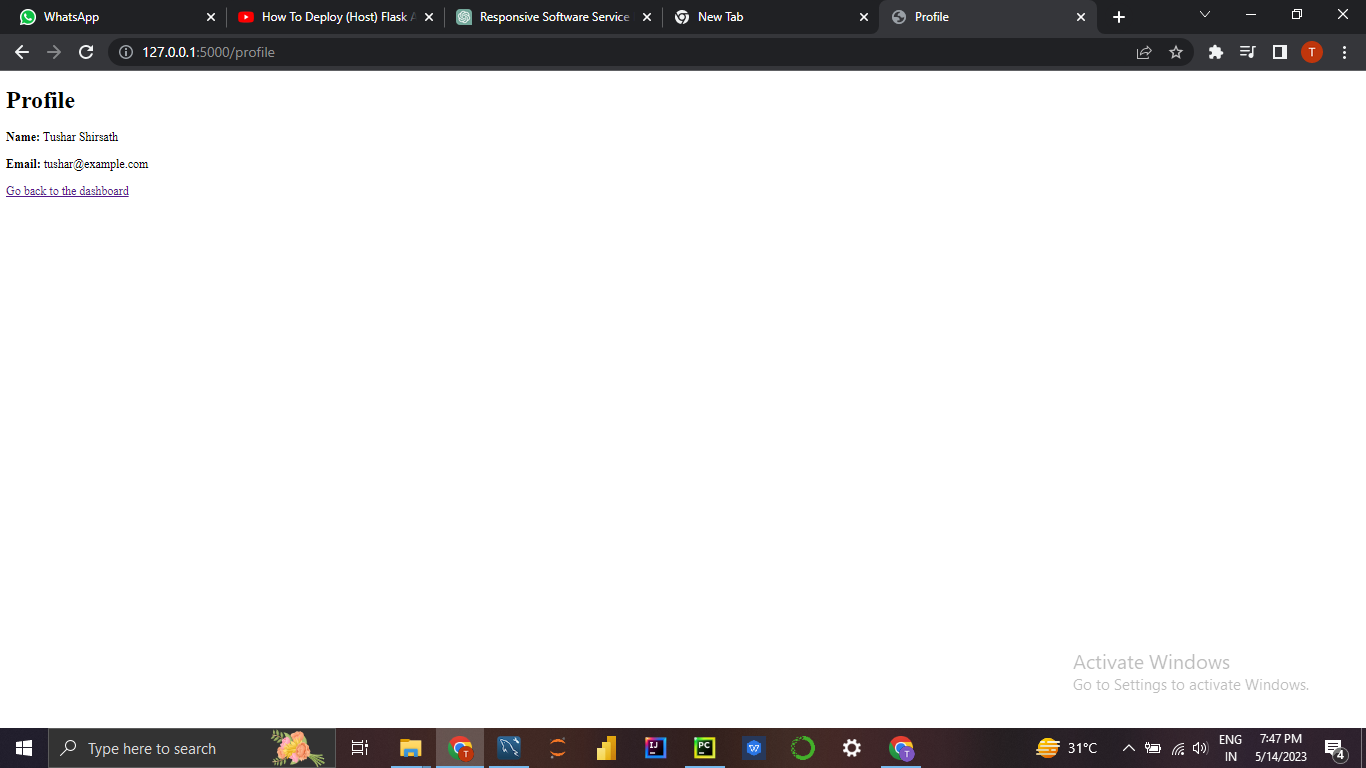 WhatsApp
How To Deploy (Host) Flask A
Responsive Software Service
New Tab
Profile
127.0.0.1:5000/profile
T
Profile
Name: Tushar Shirsath
Email: tushar@example.com
Go back to the dashboard
Activate Windows
Go to Settings to activate Windows.
Type here to search
T
IJ
PC
W
T
31°C
ENG
IN
7:47 PM
5/14/2023
4